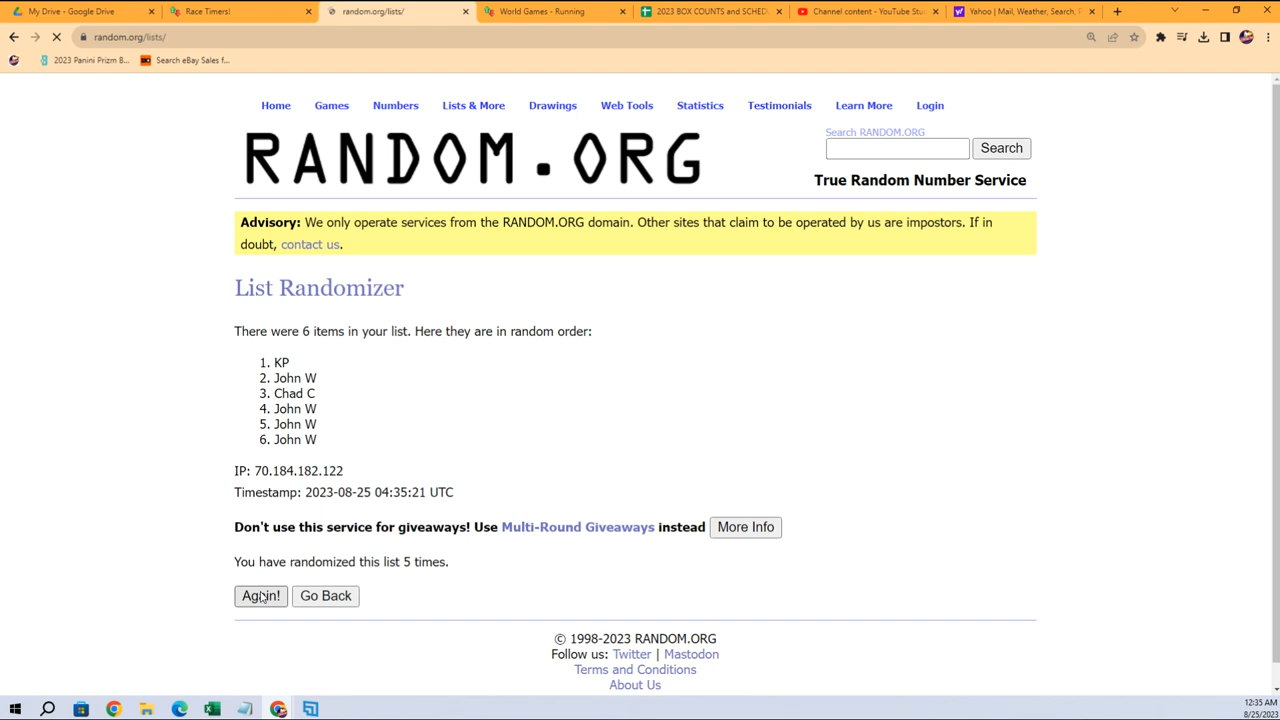 My Drive - Google Drive
Race Timers!
random.org/lists/
World Games - Running
2023 BOX COUNTS and SCHED
Channel content - YouTube Stu
Yahoo | Mail, Weather, Search, F
random.org/lists/
2023 Panini Prizm B...
Search eBay Sales f...
Home Games Numbers Lists & More Drawings Web Tools Statistics Testimonials Learn More Login
RANDOM.ORG
Search RANDOM.ORG
Search
True Random Number Service
Advisory: We only operate services from the RANDOM.ORG domain. Other sites that claim to be operated by us are impostors. If in
doubt, contact us.
List Randomizer
There were 6 items in your list. Here they are in random order:
1. KP
2. John W
3. Chad C
4. John W
5. John W
6. John W
IP: 70.184.182.122
Timestamp: 2023-08-25 04:35:21 UTC
Don't use this service for giveaways! Use Multi-Round Giveaways instead More Info
You have randomized this list 5 times.
Again! Go Back
© 1998-2023 RANDOM.ORG
Follow us: Twitter | Mastodon
Terms and Conditions
About Us
12:35 AM
8/25/2023